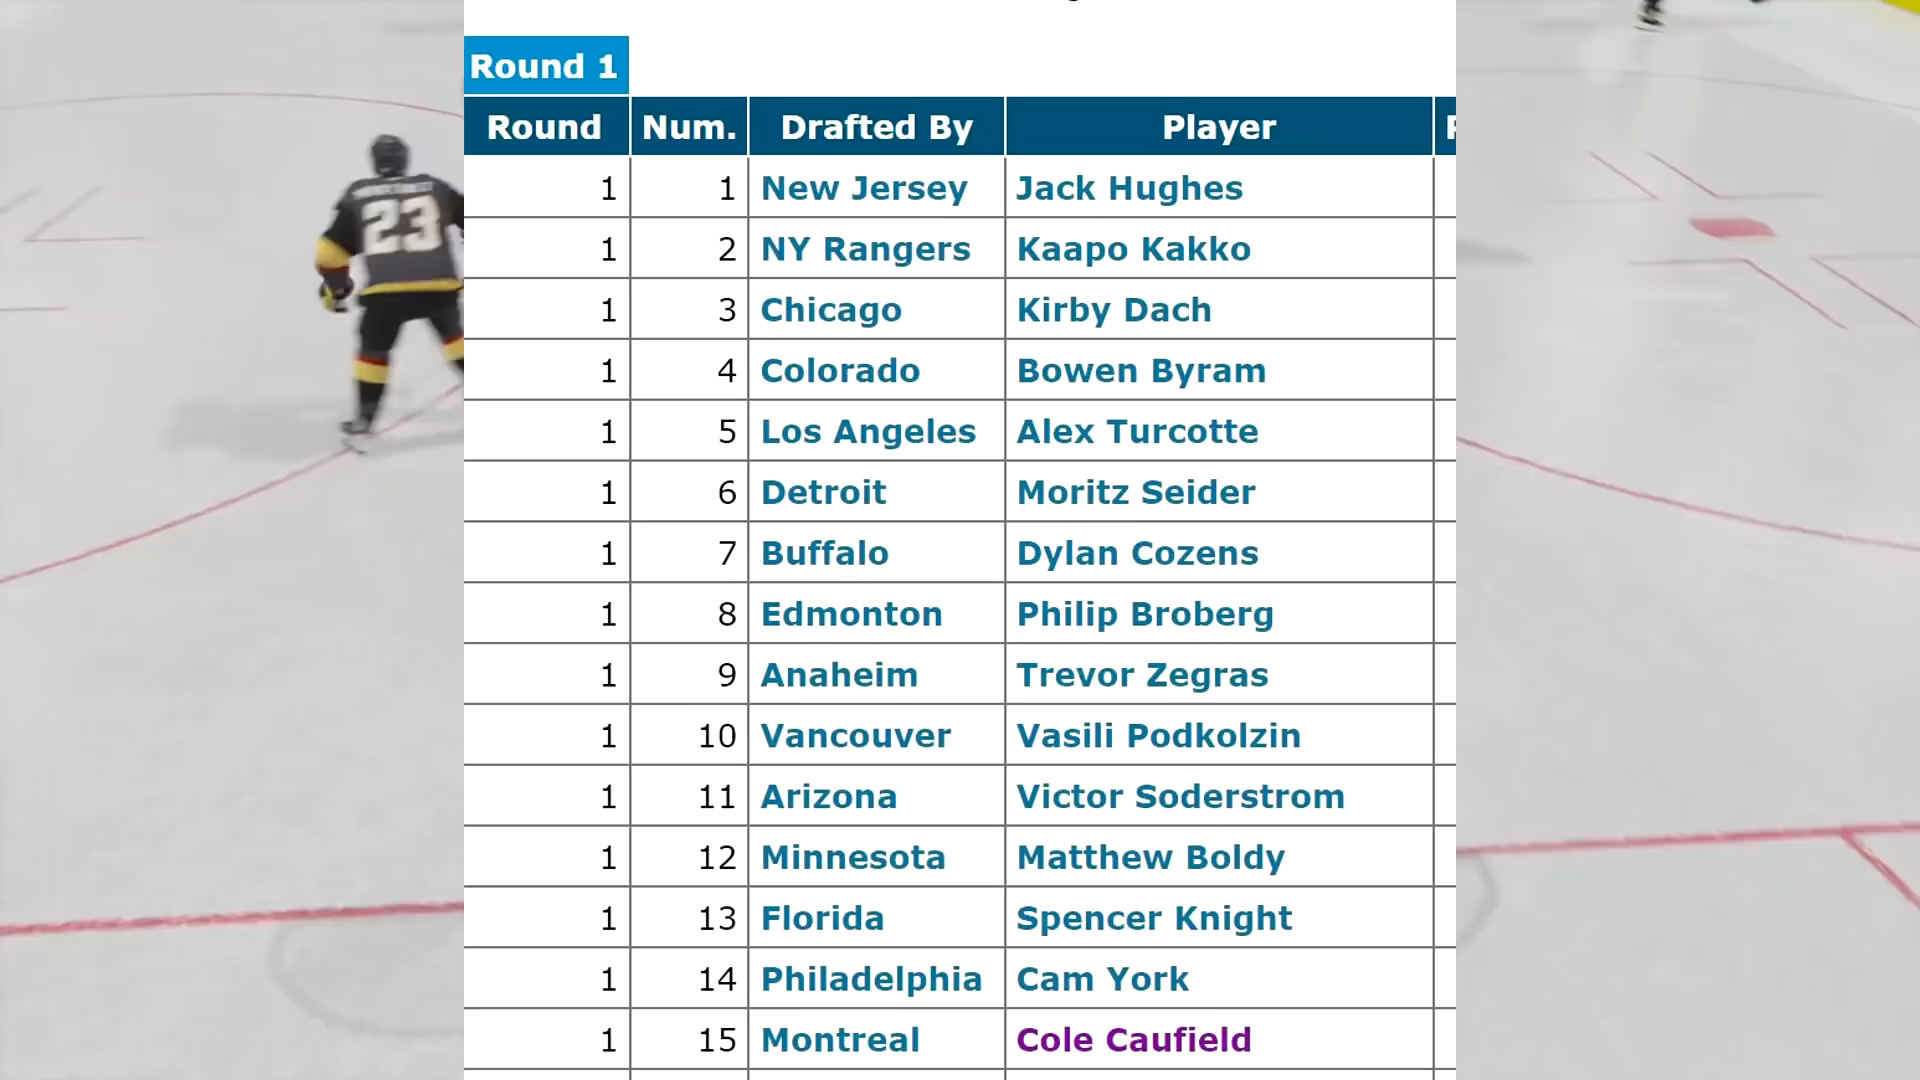 Round 1
Round Num. Drafted By Player
1 1 New Jersey Jack Hughes
1 2 NY Rangers Kaapo Kakko
1 3 Chicago Kirby Dach
1 4 Colorado Bowen Byram
1 5 Los Angeles Alex Turcotte
1 6 Detroit Moritz Seider
1 7 Buffalo Dylan Cozens
1 8 Edmonton Philip Broberg
1 9 Anaheim Trevor Zegras
1 10 Vancouver Vasili Podkolzin
1 11 Arizona Victor Soderstrom
1 12 Minnesota Matthew Boldy
1 13 Florida Spencer Knight
1 14 Philadelphia Cam York
1 15 Montreal Cole Caufield
23